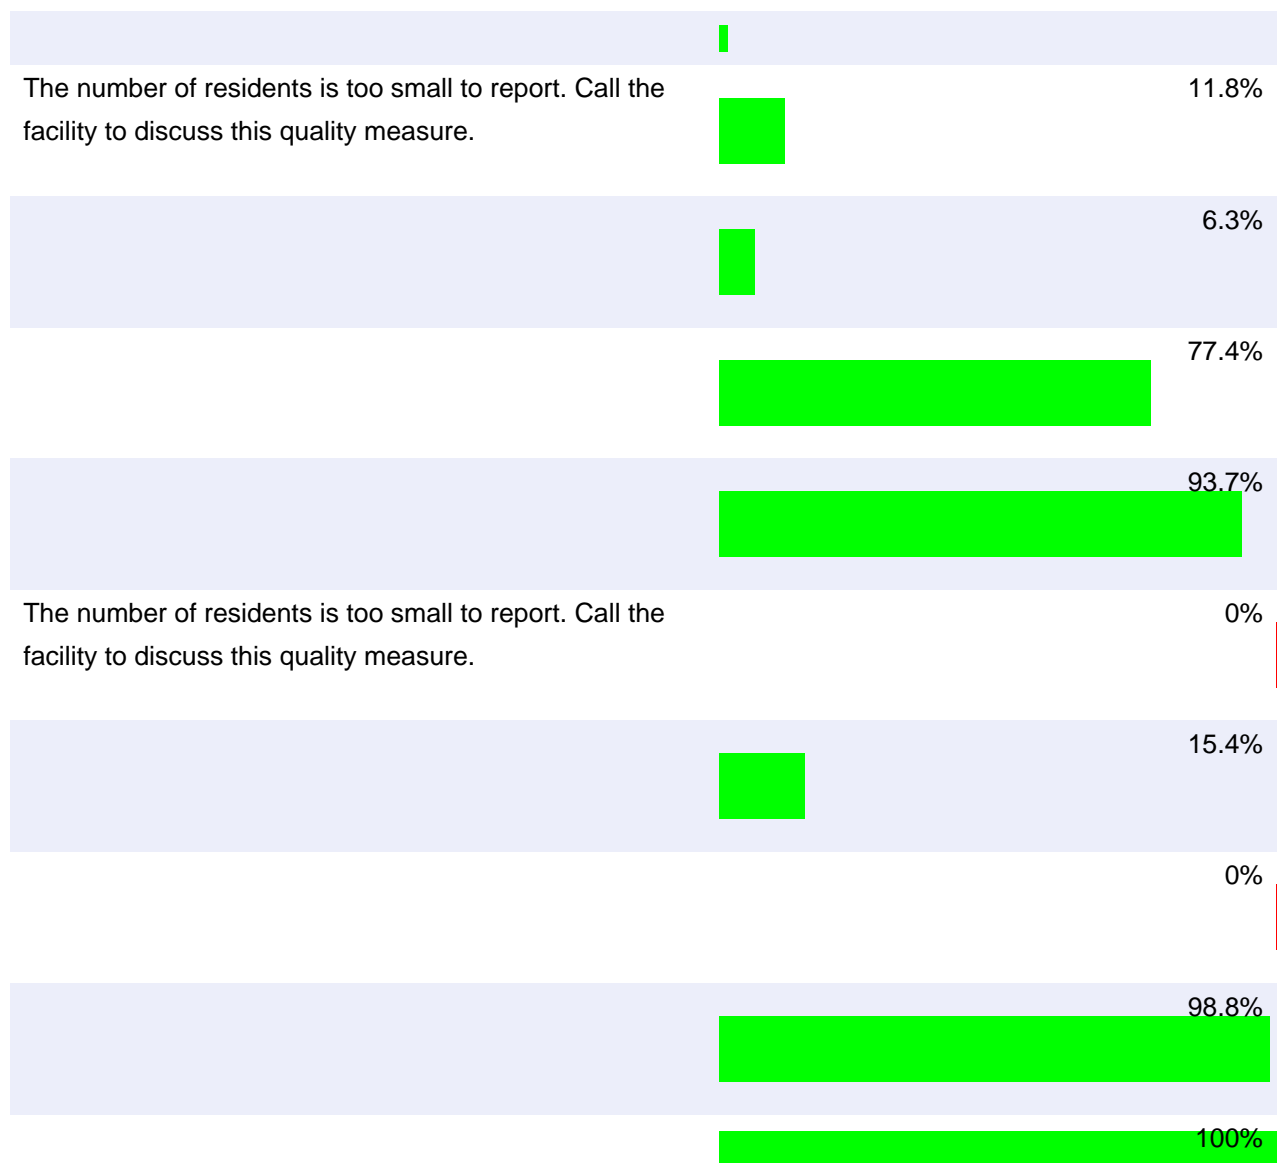 The number of residents is too small to report. Call the
facility to discuss this quality measure.
11.8%
6.3%
77.4%
93.7%
The number of residents is too small to report. Call the
facility to discuss this quality measure.
0%
15.4%
0%
98.8%
100%